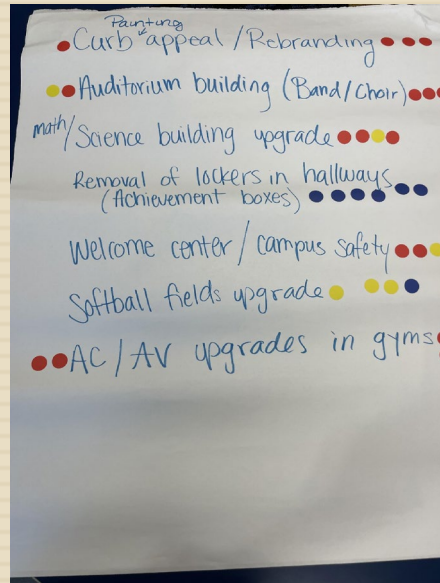 Painting
Curb appeal / Rebranding
Auditorium building (Band/Choir)
math/Science building upgrade
Removal of lockers in hallways
(Achievement boxes)
Welcome center / campus safety
Softball fields upgrade
AC / AV upgrades in gyms